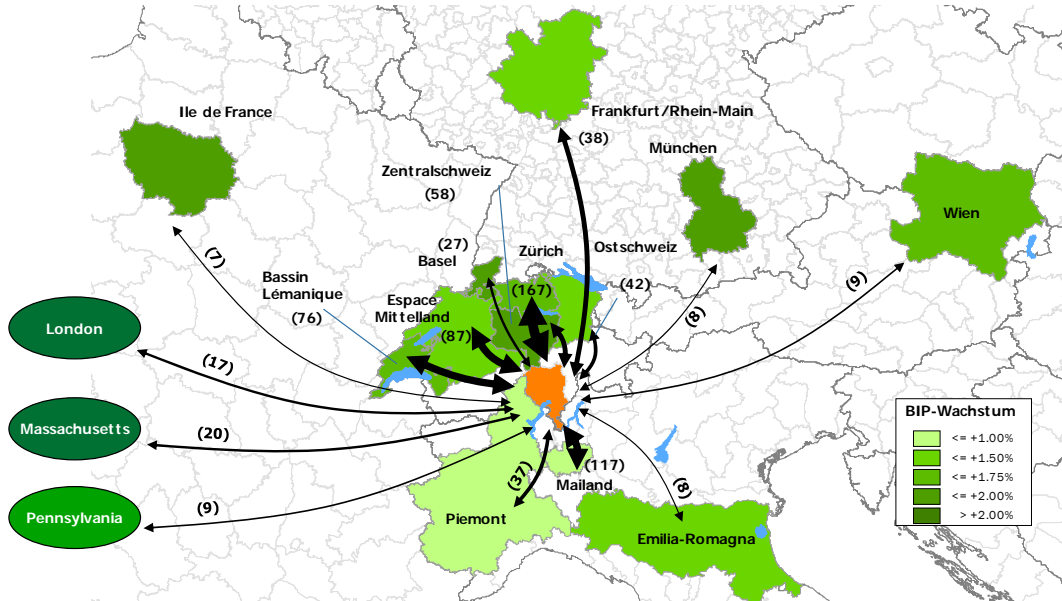 Ile de France
Frankfurt/Rhein-Main
(38)
München
Zentralschweiz
(58)
Wien
(27)
Basel
Zürich
Ostschweiz
(7)
Bassin
Lémanique
(76)
Espace
Mittelland
(167)
(42)
(9)
(87)
(8)
London
(17)
Massachusetts
(20)
Pennsylvania
(9)
(37)
(117)
Mailand
(8)
Piemont
Emilia-Romagna
BIP-Wachstum
<= +1.00%
<= +1.50%
<= +1.75%
<= +2.00%
> +2.00%